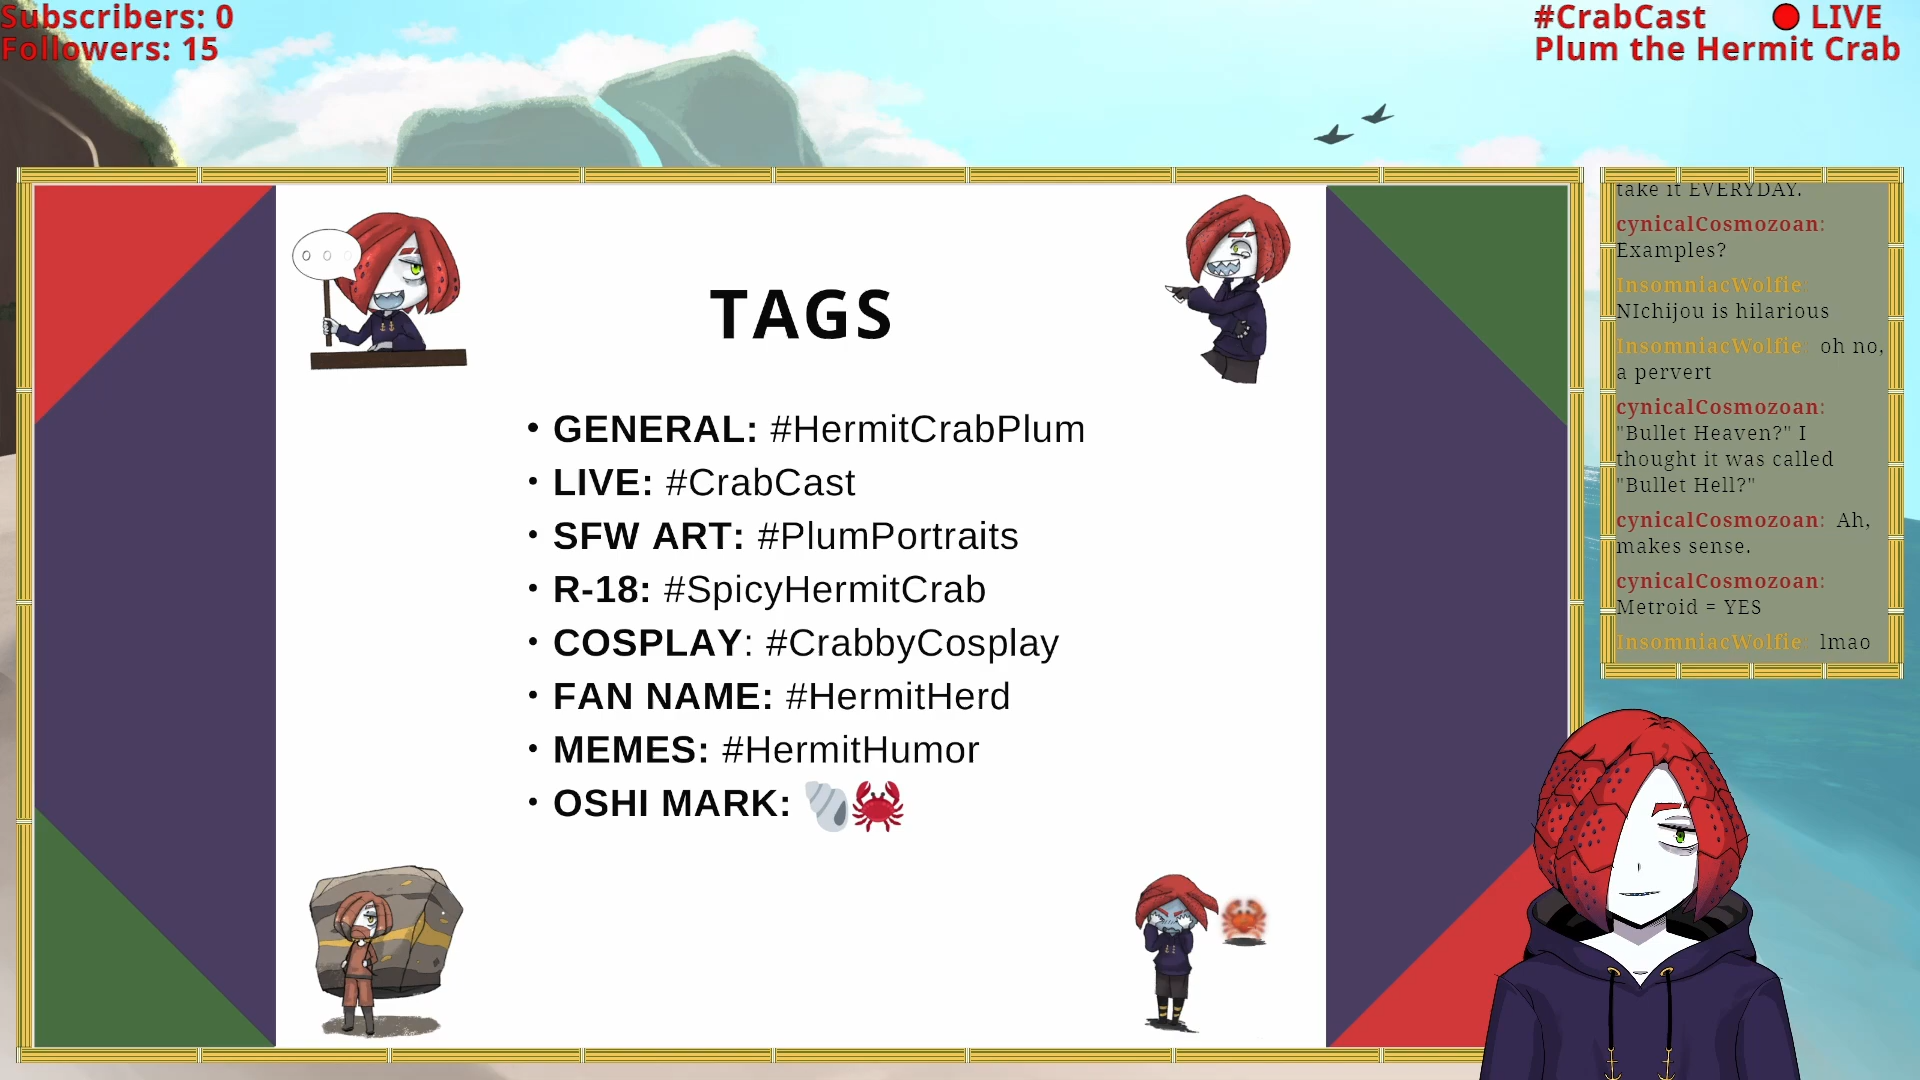 Subscribers: 0
Followers: 15
#CrabCast LIVE
Plum the Hermit Crab
TAGS
• GENERAL: #HermitCrabPlum
• LIVE: #CrabCast
• SFW ART: #PlumPortraits
• R-18: #SpicyHermitCrab
• COSPLAY: #CrabbyCosplay
• FAN NAME: #HermitHerd
• MEMES: #HermitHumor
• OSHI MARK: 🐚🦀
take it EVERYDAY.
cynicalCosmozoan:
Examples?
InsomniacWolfie:
NIchijou is hilarious
InsomniacWolfie: oh no,
a pervert
cynicalCosmozoan:
"Bullet Heaven?" I
thought it was called
"Bullet Hell?"
cynicalCosmozoan: Ah,
makes sense.
cynicalCosmozoan:
Metroid = YES
InsomniacWolfie: lmao